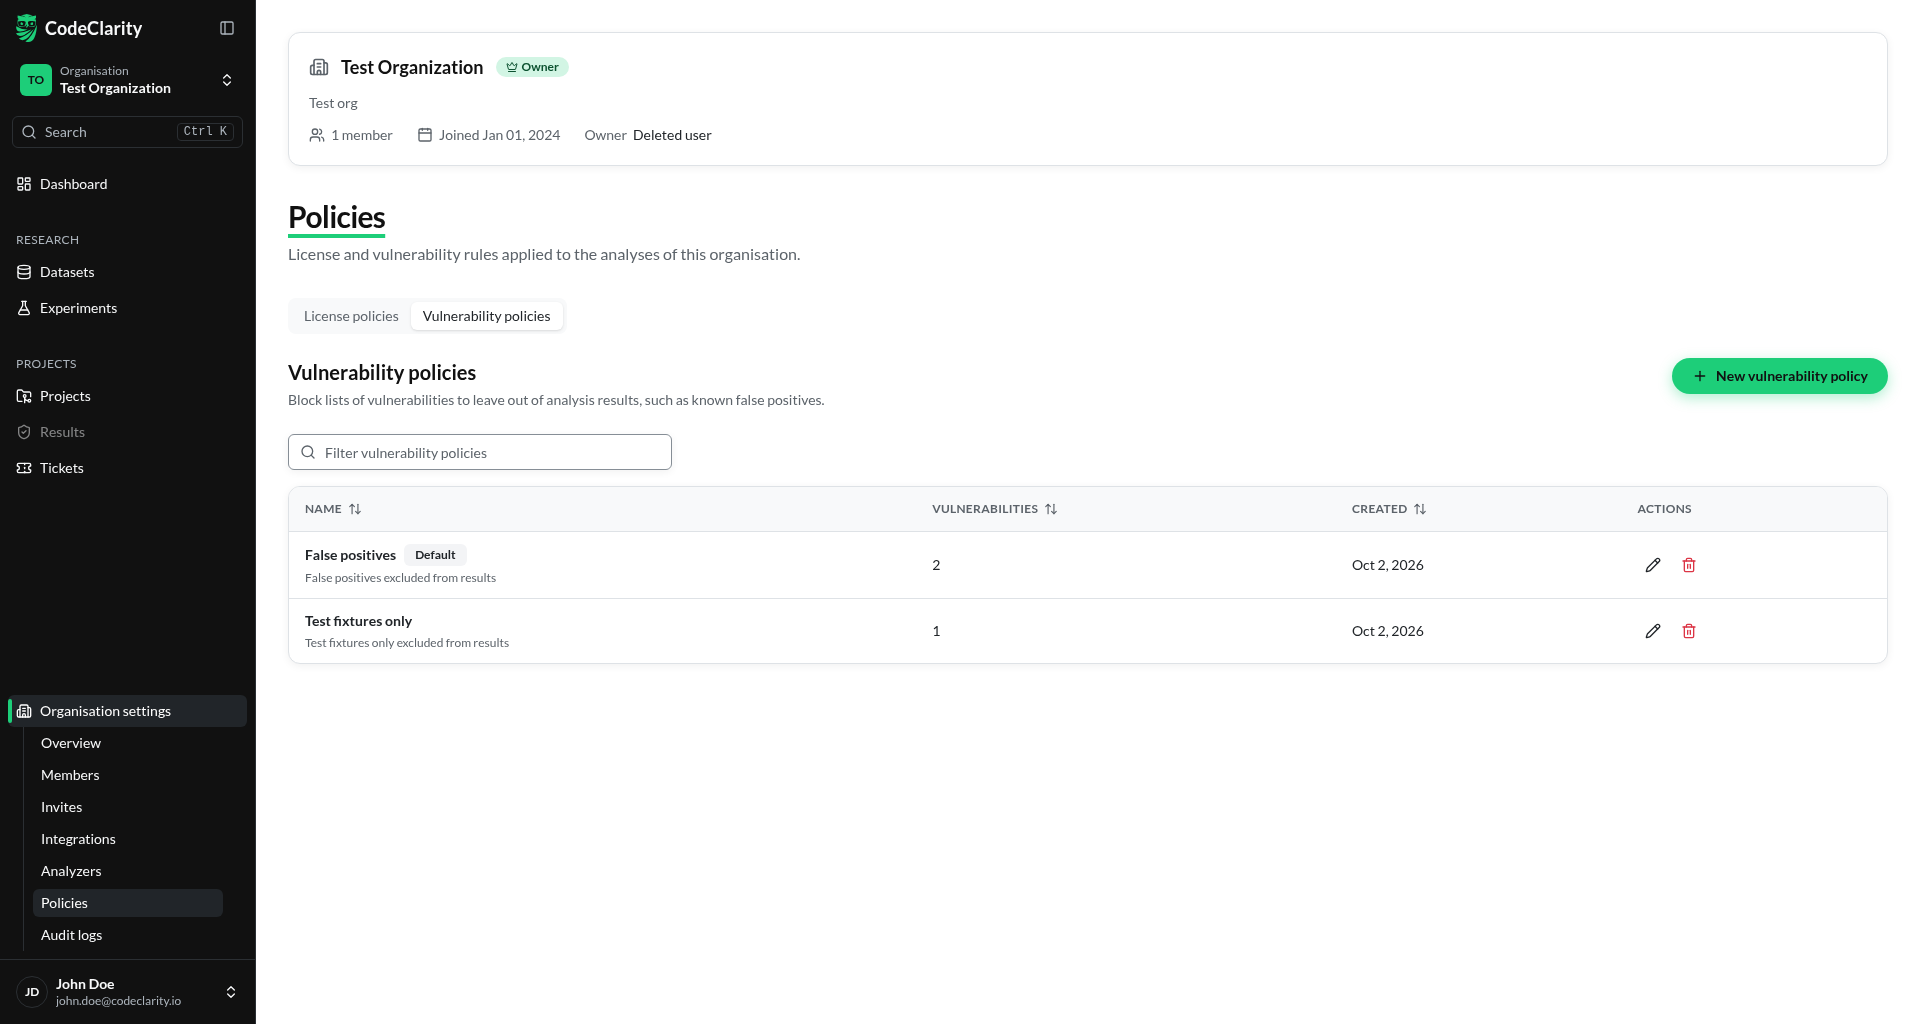 CodeClarity
TO
Organisation
Test Organization
Search
Ctrl K
Dashboard
RESEARCH
Datasets
Experiments
PROJECTS
Projects
Results
Tickets
Organisation settings
Overview
Members
Invites
Integrations
Analyzers
Policies
Audit logs
JD
John Doe
john.doe@codeclarity.io
Test Organization
Owner
Test org
1 member
Joined Jan 01, 2024
Owner Deleted user
Policies
License and vulnerability rules applied to the analyses of this organisation.
License policies
Vulnerability policies
Vulnerability policies
Block lists of vulnerabilities to leave out of analysis results, such as known false positives.
New vulnerability policy
Filter vulnerability policies
NAME VULNERABILITIES CREATED ACTIONS
False positives Default
False positives excluded from results
2
Oct 2, 2026
Test fixtures only
Test fixtures only excluded from results
1
Oct 2, 2026